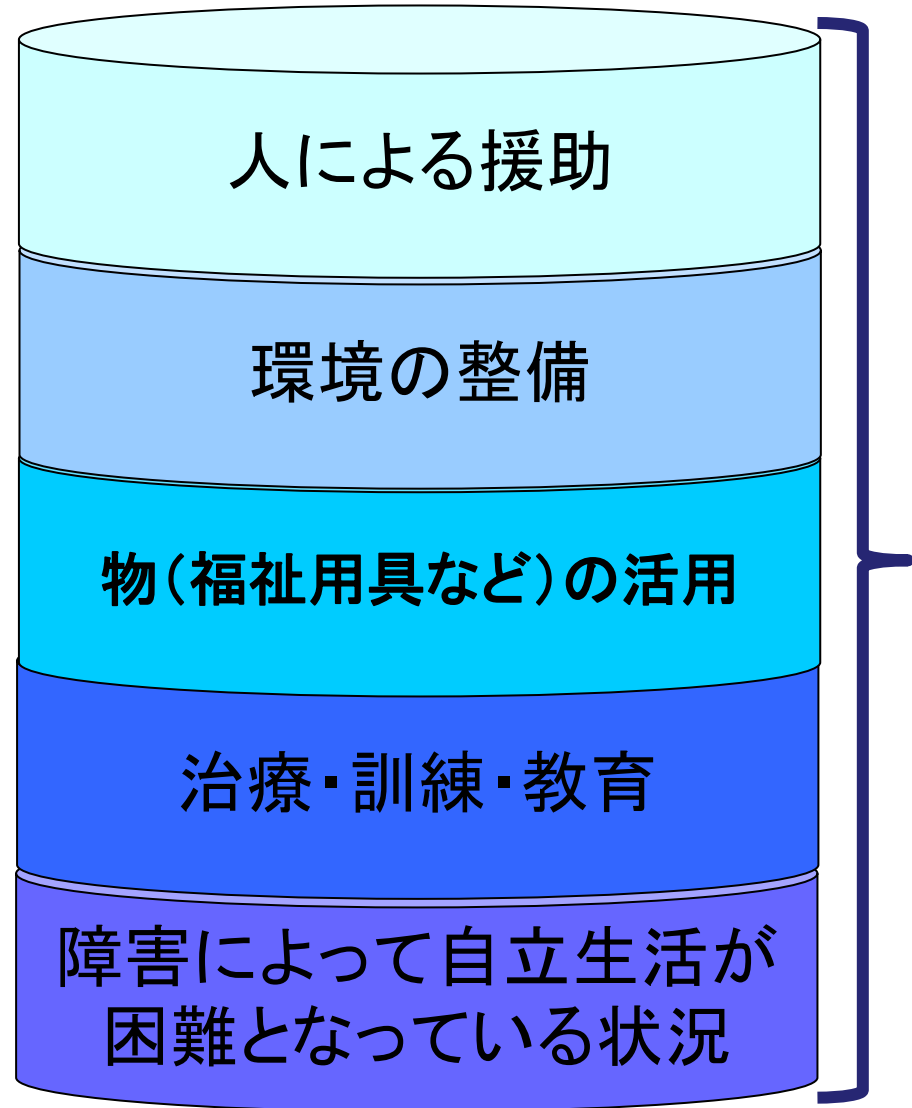 人による援助
環境の整備
物(福祉用具など)の活用
治療・訓練・教育
障害によって自立生活が
困難となっている状況